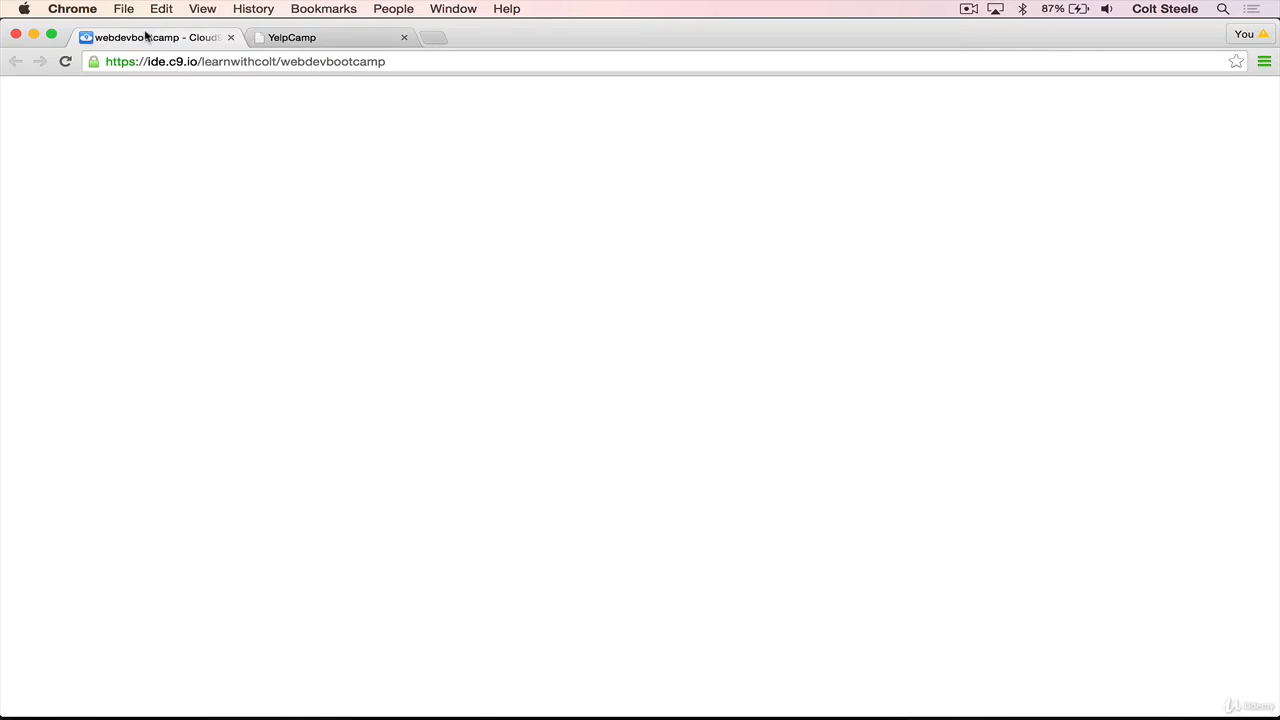 Chrome File Edit View History Bookmarks People Window Help 87% Colt Steele
webdevbootcamp - Cloud YelpCamp You
https://ide.c9.io/learnwithcolt/webdevbootcamp
Udemy